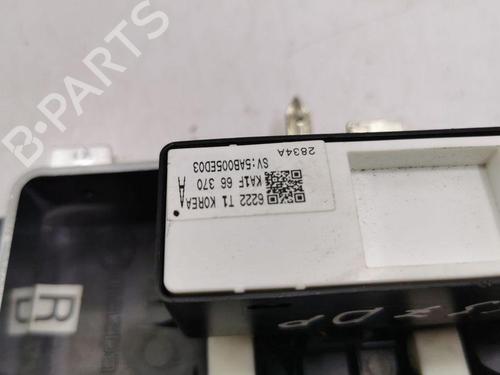 B-PARTS
2834A
6222 T1 KOREA
KA1F 66 370
A
SV:5AB005ED03